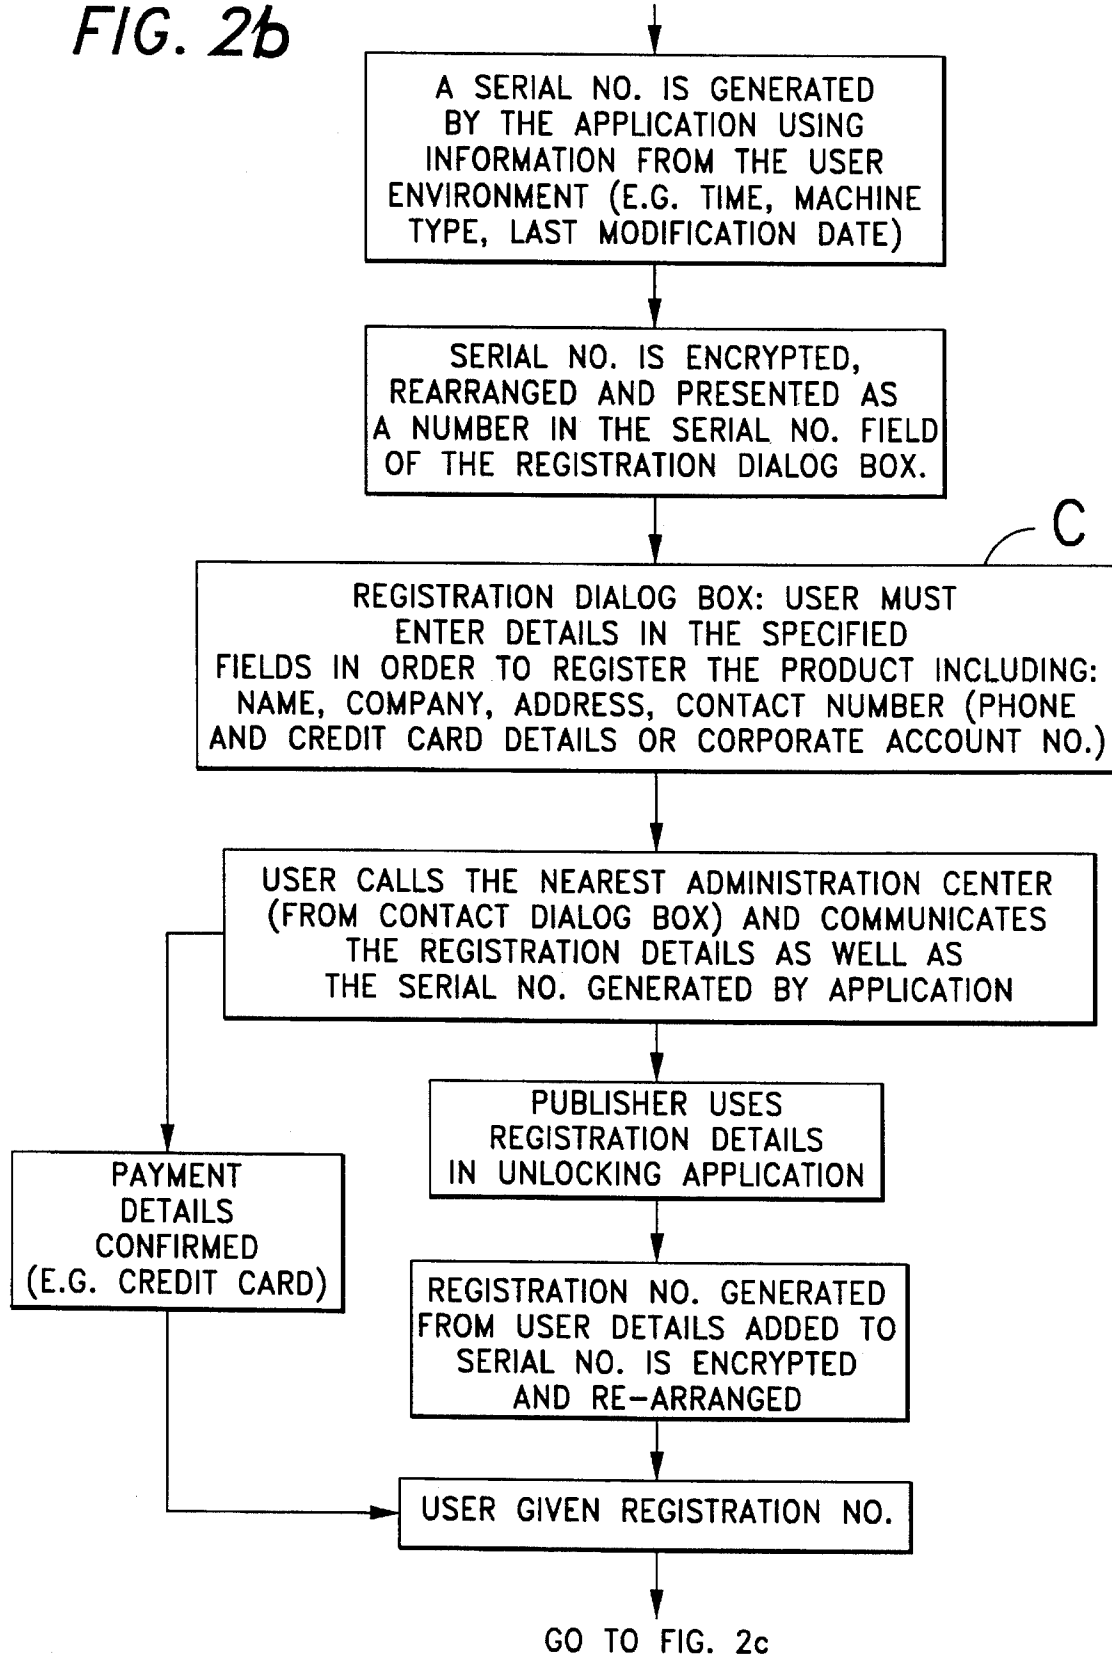 FIG. 2b
A SERIAL NO. IS GENERATED
BY THE APPLICATION USING
INFORMATION FROM THE USER
ENVIRONMENT (E.G. TIME, MACHINE
TYPE, LAST MODIFICATION DATE)
SERIAL NO. IS ENCRYPTED,
REARRANGED AND PRESENTED AS
A NUMBER IN THE SERIAL NO. FIELD
OF THE REGISTRATION DIALOG BOX.
C
REGISTRATION DIALOG BOX: USER MUST
ENTER DETAILS IN THE SPECIFIED
FIELDS IN ORDER TO REGISTER THE PRODUCT INCLUDING:
NAME, COMPANY, ADDRESS, CONTACT NUMBER (PHONE
AND CREDIT CARD DETAILS OR CORPORATE ACCOUNT NO.)
USER CALLS THE NEAREST ADMINISTRATION CENTER
(FROM CONTACT DIALOG BOX) AND COMMUNICATES
THE REGISTRATION DETAILS AS WELL AS
THE SERIAL NO. GENERATED BY APPLICATION
PUBLISHER USES
REGISTRATION DETAILS
IN UNLOCKING APPLICATION
PAYMENT
DETAILS
CONFIRMED
(E.G. CREDIT CARD)
REGISTRATION NO. GENERATED
FROM USER DETAILS ADDED TO
SERIAL NO. IS ENCRYPTED
AND RE-ARRANGED
USER GIVEN REGISTRATION NO.
GO TO FIG. 2c